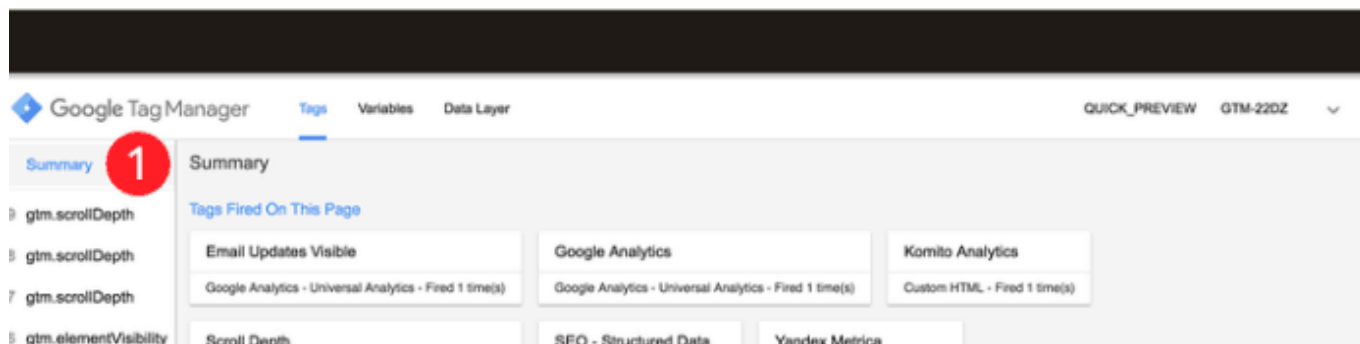 Google Tag Manager Tags Variables Data Layer QUICK_PREVIEW GTM-22DZ
Summary 1 Summary
Tags Fired On This Page
9 gtm.scrollDepth
Email Updates Visible Google Analytics Komito Analytics
8 gtm.scrollDepth
Google Analytics - Universal Analytics - Fired 1 time(s) Google Analytics - Universal Analytics - Fired 1 time(s) Custom HTML - Fired 1 time(s)
7 gtm.scrollDepth
gtm.elementVisibility Scroll Depth SEO - Structured Data Yandex Metrica